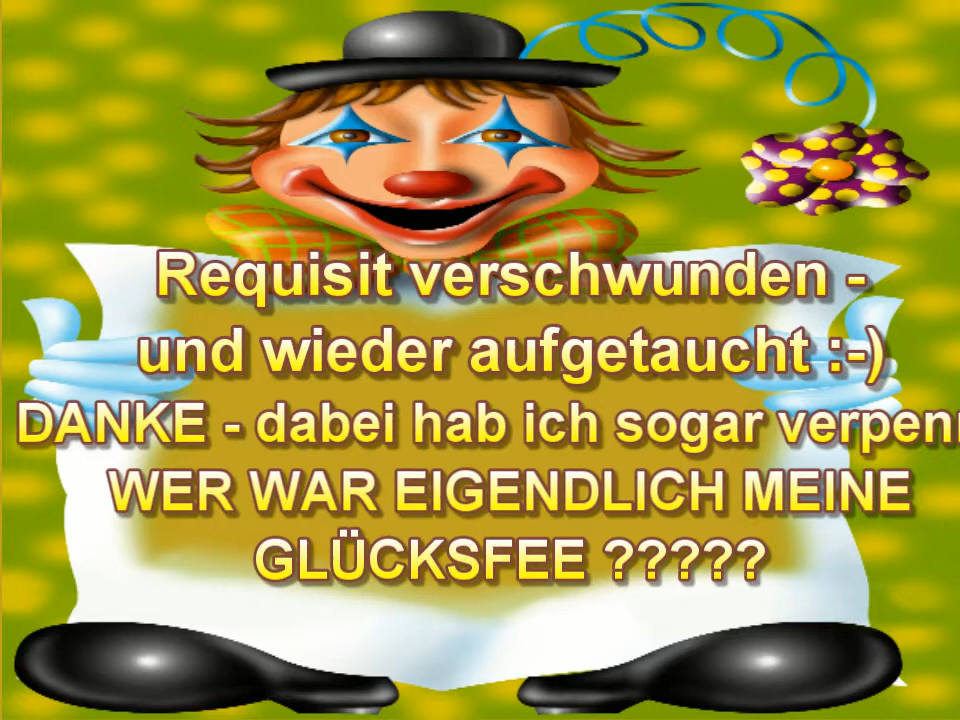 Requisit verschwunden -
und wieder aufgetaucht :-)
DANKE - dabei hab ich sogar
WER WAR EIGENDLICH MEINE
GLÜCKSFEE ?????